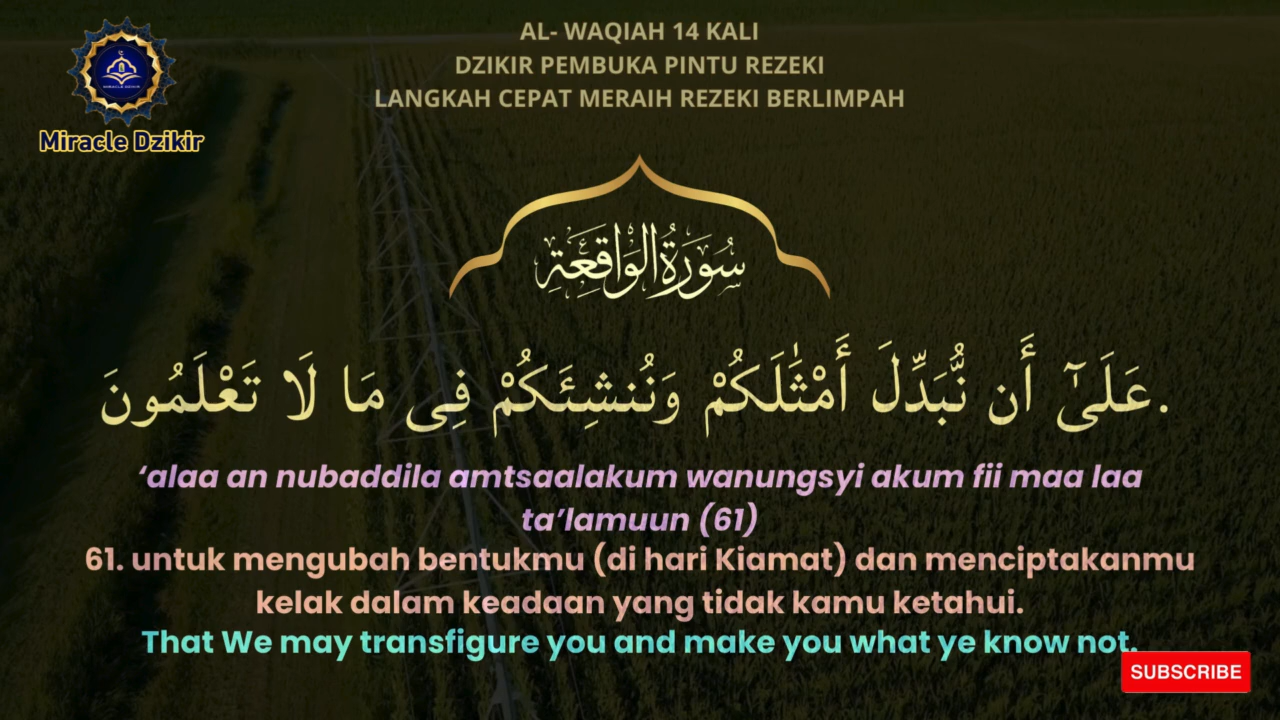 AL- WAQIAH 14 KALI
DZIKIR PEMBUKA PINTU REZEKI
LANGKAH CEPAT MERAIH REZEKI BERLIMPAH
Miracle Dzikir
سُورَةُ الْوَاقِعَةِ
عَلَىٰٓ أَن نُّبَدِّلَ أَمْثَٰلَكُمْ وَنُنشِئَكُمْ فِى مَا لَا تَعْلَمُونَ.
‘alaa an nubaddila amtsaalakum wanungsyi akum fii maa laa
ta’lamuun (61)
61. untuk mengubah bentukmu (di hari Kiamat) dan menciptakanmu
kelak dalam keadaan yang tidak kamu ketahui.
That We may transfigure you and make you what ye know not.
SUBSCRIBE